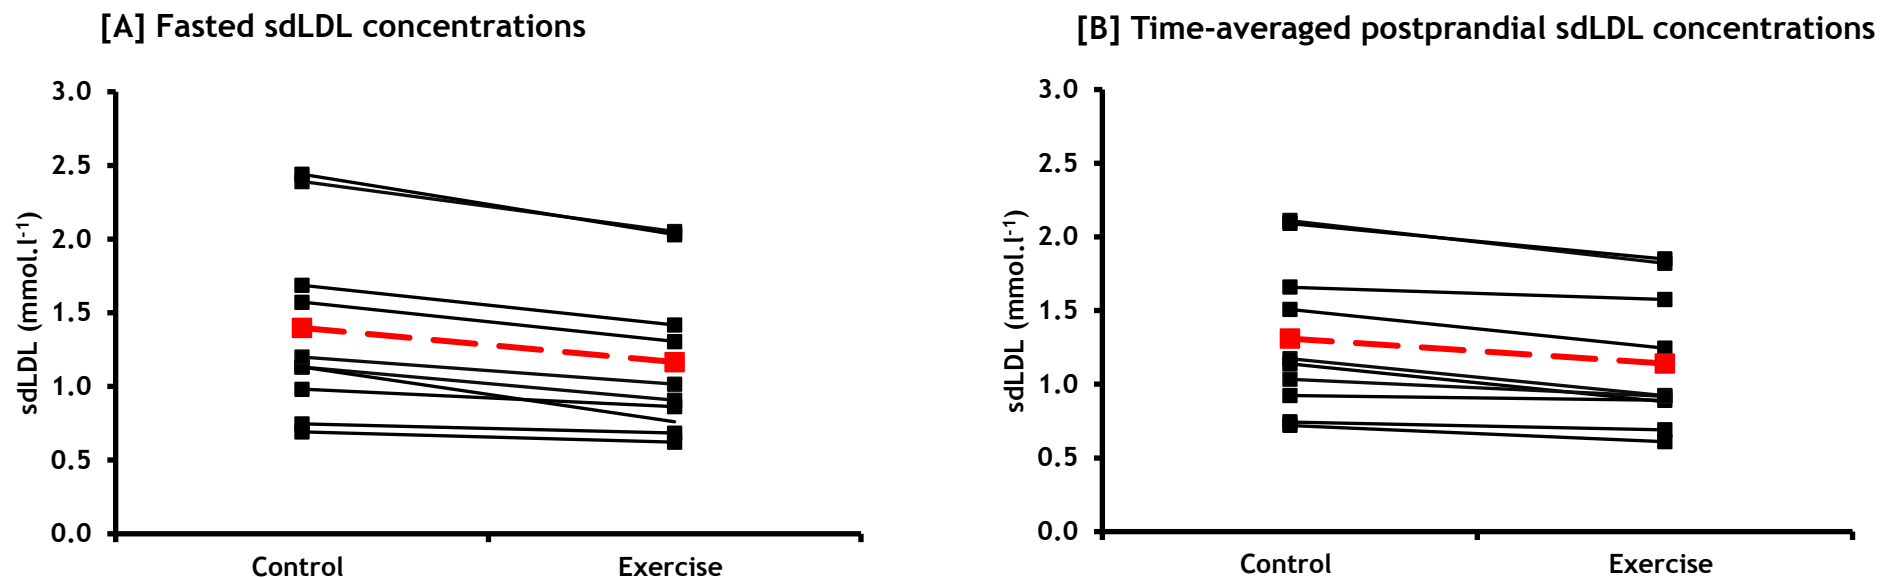 [A] Fasted sdLDL concentrations
3.0
2.5
2.0
1.5
1.0
0.5
0.0
sdLDL (mmol.l⁻¹)
Control Exercise
[B] Time-averaged postprandial sdLDL concentrations
3.0
2.5
2.0
1.5
1.0
0.5
0.0
sdLDL (mmol.l⁻¹)
Control Exercise